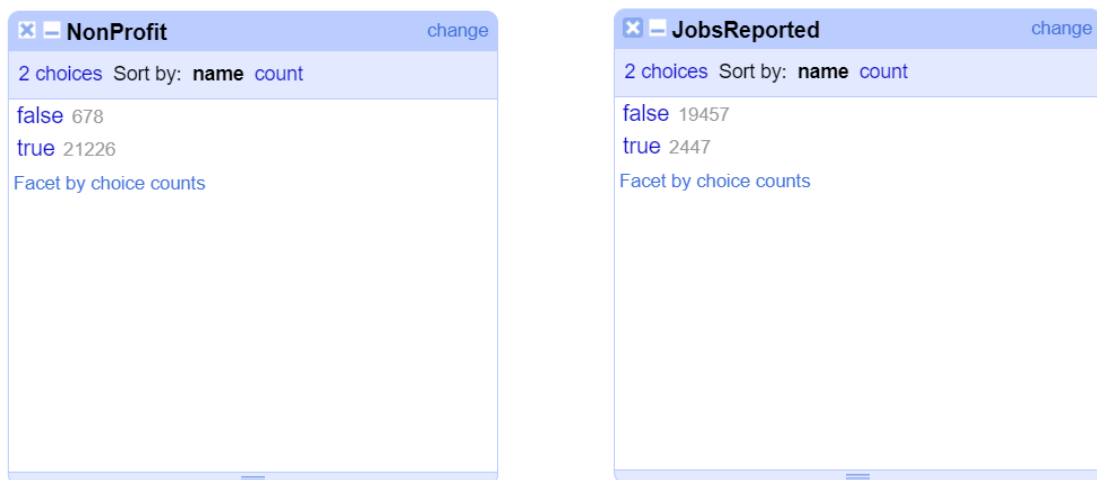 NonProfit change
2 choices Sort by: name count
false 678
true 21226
Facet by choice counts
JobsReported change
2 choices Sort by: name count
false 19457
true 2447
Facet by choice counts